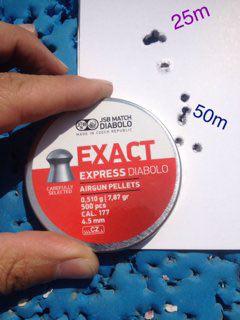 25m
50m
JSB MATCH
DIABOLO
MADE IN CZECH REPUBLIC
EXACT
EXPRESS DIABOLO
AIRGUN PELLETS
CAREFULLY
SELECTED
0.510 g | 7,87 gr
500 pcs
CAL. 177
4.5 mm
CZ